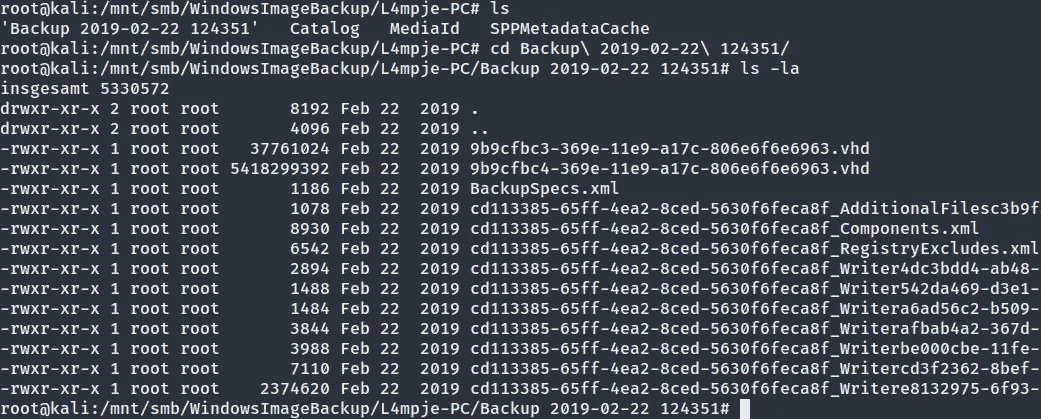 root@kali:/mnt/smb/WindowsImageBackup/L4mpje-PC# ls
'Backup 2019-02-22 124351'   Catalog   MediaId   SPPMetadataCache
root@kali:/mnt/smb/WindowsImageBackup/L4mpje-PC# cd Backup\ 2019-02-22\ 124351/
root@kali:/mnt/smb/WindowsImageBackup/L4mpje-PC/Backup 2019-02-22 124351# ls -la
insgesamt 5330572
drwxr-xr-x 2 root root       8192 Feb 22  2019 .
drwxr-xr-x 2 root root       4096 Feb 22  2019 ..
-rwxr-xr-x 1 root root   37761024 Feb 22  2019 9b9cfbc3-369e-11e9-a17c-806e6f6e6963.vhd
-rwxr-xr-x 1 root root 5418299392 Feb 22  2019 9b9cfbc4-369e-11e9-a17c-806e6f6e6963.vhd
-rwxr-xr-x 1 root root       1186 Feb 22  2019 BackupSpecs.xml
-rwxr-xr-x 1 root root       1078 Feb 22  2019 cd113385-65ff-4ea2-8ced-5630f6feca8f_AdditionalFilesc3b9f
-rwxr-xr-x 1 root root       8930 Feb 22  2019 cd113385-65ff-4ea2-8ced-5630f6feca8f_Components.xml
-rwxr-xr-x 1 root root       6542 Feb 22  2019 cd113385-65ff-4ea2-8ced-5630f6feca8f_RegistryExcludes.xml
-rwxr-xr-x 1 root root       2894 Feb 22  2019 cd113385-65ff-4ea2-8ced-5630f6feca8f_Writer4dc3bdd4-ab48-
-rwxr-xr-x 1 root root       1488 Feb 22  2019 cd113385-65ff-4ea2-8ced-5630f6feca8f_Writer542da469-d3e1-
-rwxr-xr-x 1 root root       1484 Feb 22  2019 cd113385-65ff-4ea2-8ced-5630f6feca8f_Writera6ad56c2-b509-
-rwxr-xr-x 1 root root       3844 Feb 22  2019 cd113385-65ff-4ea2-8ced-5630f6feca8f_Writerafbab4a2-367d-
-rwxr-xr-x 1 root root       3988 Feb 22  2019 cd113385-65ff-4ea2-8ced-5630f6feca8f_Writerbe000cbe-11fe-
-rwxr-xr-x 1 root root       7110 Feb 22  2019 cd113385-65ff-4ea2-8ced-5630f6feca8f_Writercd3f2362-8bef-
-rwxr-xr-x 1 root root    2374620 Feb 22  2019 cd113385-65ff-4ea2-8ced-5630f6feca8f_Writere8132975-6f93-
root@kali:/mnt/smb/WindowsImageBackup/L4mpje-PC/Backup 2019-02-22 124351#